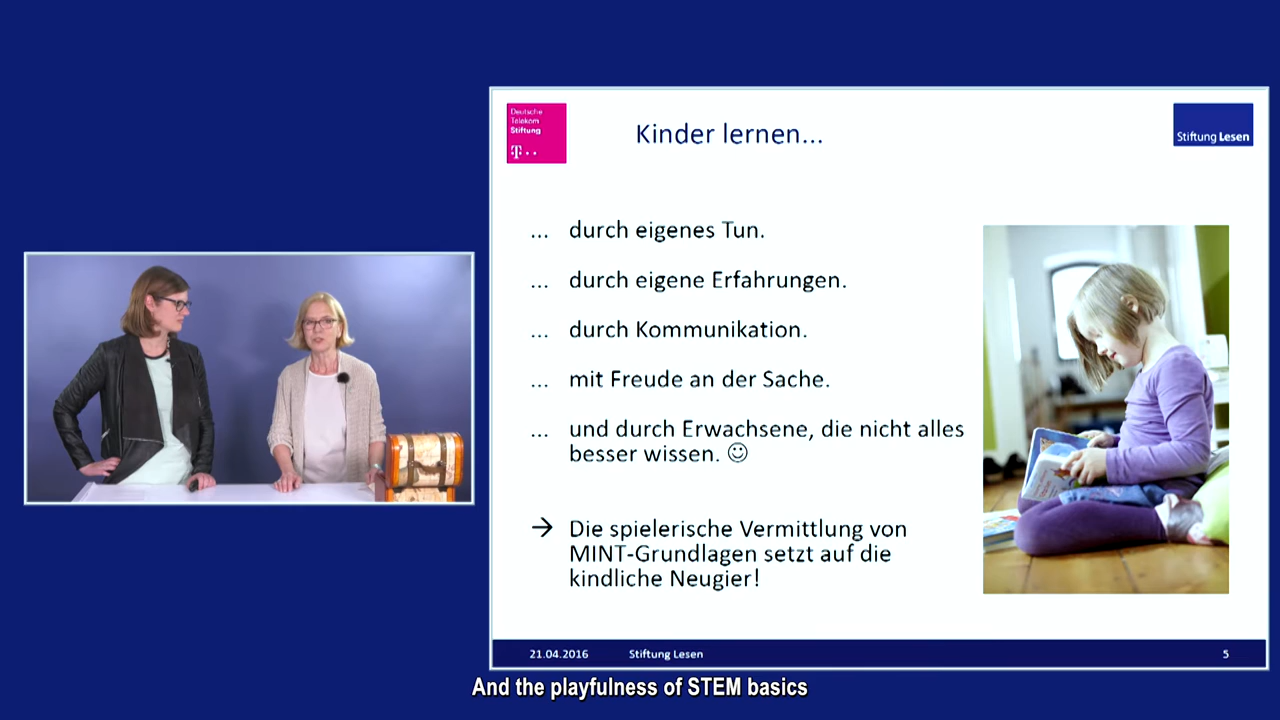 Deutsche
Telekom
Stiftung
T
Kinder lernen...
Stiftung Lesen
... durch eigenes Tun.
... durch eigene Erfahrungen.
... durch Kommunikation.
... mit Freude an der Sache.
... und durch Erwachsene, die nicht alles
besser wissen. ☺
→ Die spielerische Vermittlung von
MINT-Grundlagen setzt auf die
kindliche Neugier!
21.04.2016 Stiftung Lesen 5
And the playfulness of STEM basics